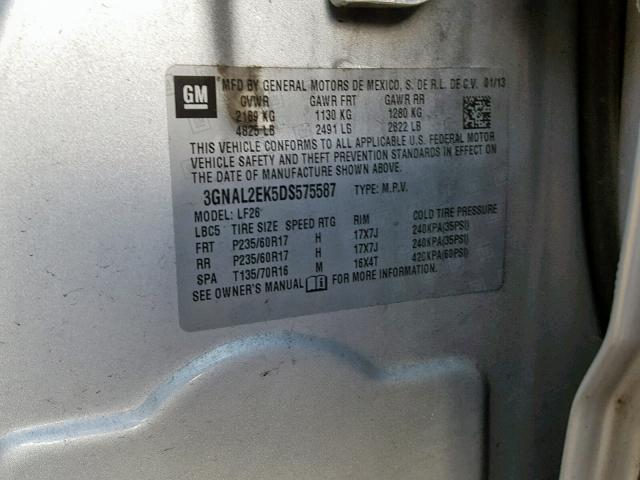 GM
MFD BY GENERAL MOTORS DE MEXICO, S. DE R.L. DE C.V. 01/13
GVWR GAWR FRT GAWR RR
2189 KG 1130 KG 1280 KG
4825 LB 2491 LB 2822 LB
THIS VEHICLE CONFORMS TO ALL APPLICABLE U.S. FEDERAL MOTOR
VEHICLE SAFETY AND THEFT PREVENTION STANDARDS IN EFFECT ON
THE DATE OF MANUFACTURE SHOWN ABOVE.
3GNAL2EK5DS575587 TYPE: M.P.V.
MODEL: LF26
LBC5 TIRE SIZE SPEED RTG RIM COLD TIRE PRESSURE
FRT P235/60R17 H 17X7J 240KPA(35PSI)
RR P235/60R17 H 17X7J 240KPA(35PSI)
SPA T135/70R16 M 16X4T 420KPA(60PSI)
SEE OWNER'S MANUAL FOR MORE INFORMATION.